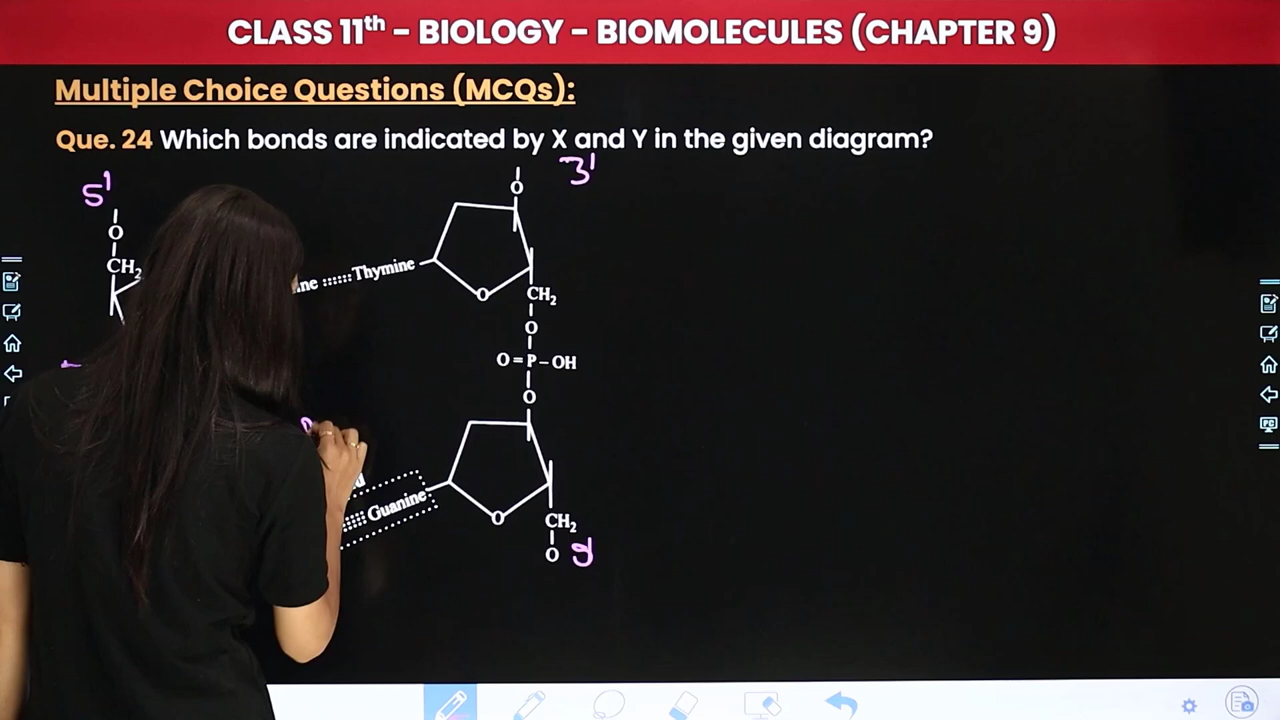 CLASS 11th - BIOLOGY - BIOMOLECULES (CHAPTER 9)
Multiple Choice Questions (MCQs):
Que. 24 Which bonds are indicated by X and Y in the given diagram?
5'
3'
O
O
CH2
Thymine
O
CH2
O
O=P-OH
O
Guanine
O
CH2
O
PC